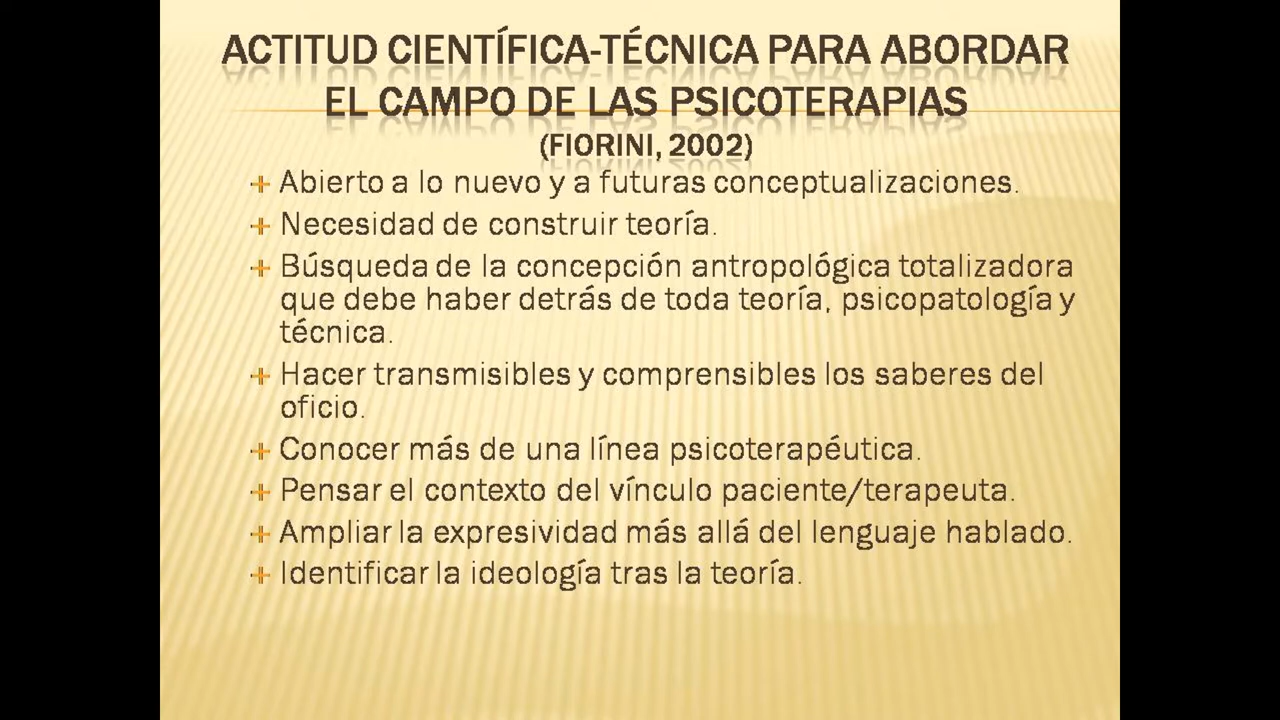 ACTITUD CIENTÍFICA-TÉCNICA PARA ABORDAR
EL CAMPO DE LAS PSICOTERAPIAS
(FIORINI, 2002)
Abierto a lo nuevo y a futuras conceptualizaciones.
Necesidad de construir teoría.
Búsqueda de la concepción antropológica totalizadora
que debe haber detrás de toda teoría, psicopatología y
técnica.
Hacer transmisibles y comprensibles los saberes del
oficio.
Conocer más de una línea psicoterapéutica.
Pensar el contexto del vínculo paciente/terapeuta.
Ampliar la expresividad más allá del lenguaje hablado.
Identificar la ideología tras la teoría.